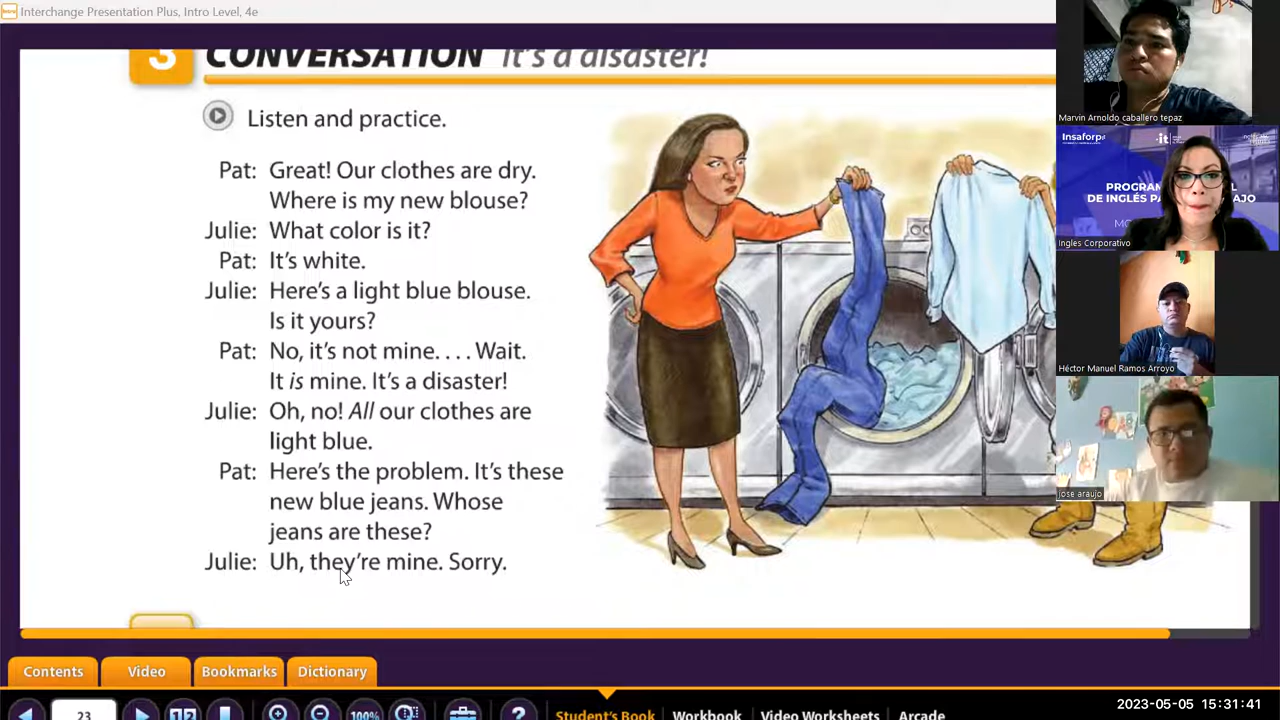 Interchange Presentation Plus, Intro Level, 4e
3 CONVERSATION It's a disaster!
Listen and practice.
Pat: Great! Our clothes are dry.
Where is my new blouse?
Julie: What color is it?
Pat: It's white.
Julie: Here's a light blue blouse.
Is it yours?
Pat: No, it's not mine. . . . Wait.
It is mine. It's a disaster!
Julie: Oh, no! All our clothes are
light blue.
Pat: Here's the problem. It's these
new blue jeans. Whose
jeans are these?
Julie: Uh, they're mine. Sorry.
Marvin Arnoldo caballero tepaz
Insaforp
it
PROGRAM
DE INGLÉS PA
AJO
Ingles Corporativo
Héctor Manuel Ramos Arroyo
jose araujo
Contents
Video
Bookmarks
Dictionary
23
1 2
100%
?
Student's Book
Workbook
Video Worksheets
Arcade
2023-05-05 15:31:41